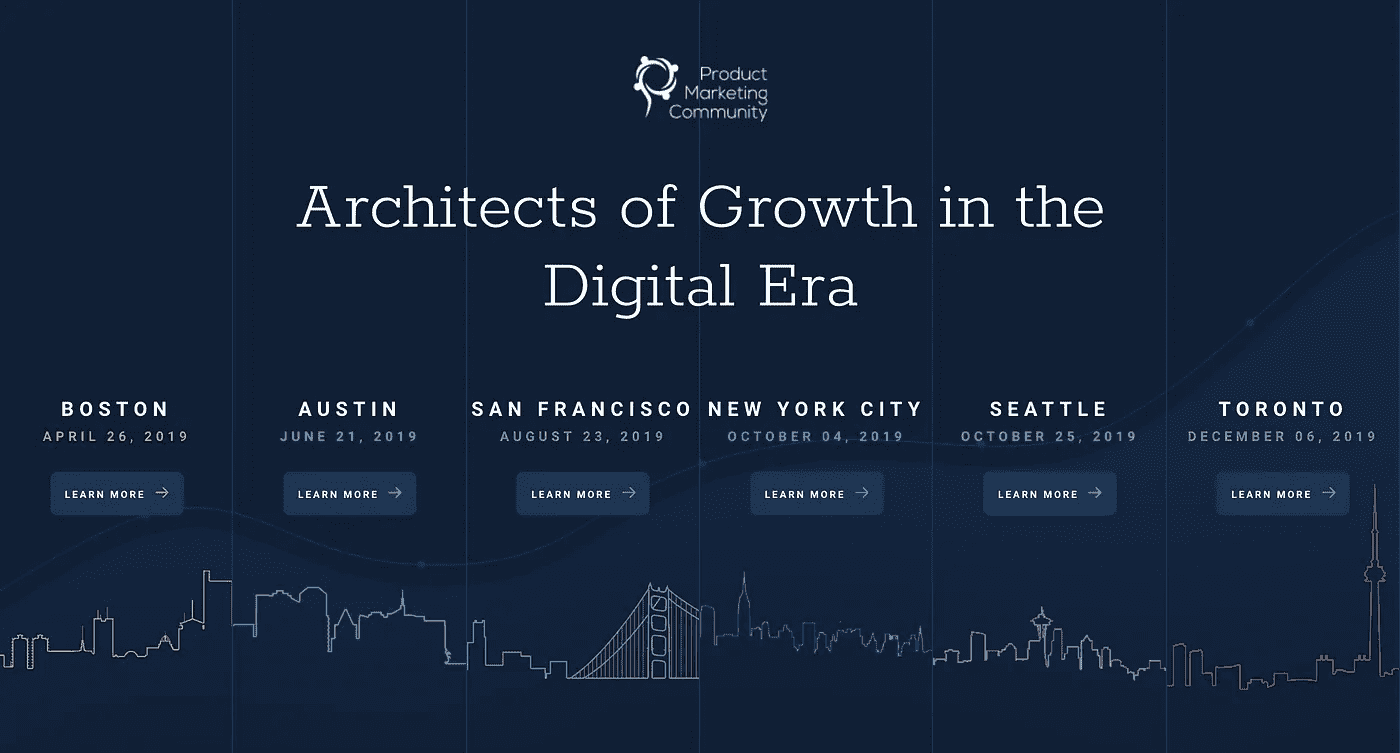 Product
Marketing
Community
Architects of Growth in the
Digital Era
BOSTON
APRIL 26, 2019
LEARN MORE →
AUSTIN
JUNE 21, 2019
LEARN MORE →
SAN FRANCISCO
AUGUST 23, 2019
LEARN MORE →
NEW YORK CITY
OCTOBER 04, 2019
LEARN MORE →
SEATTLE
OCTOBER 25, 2019
LEARN MORE →
TORONTO
DECEMBER 06, 2019
LEARN MORE →